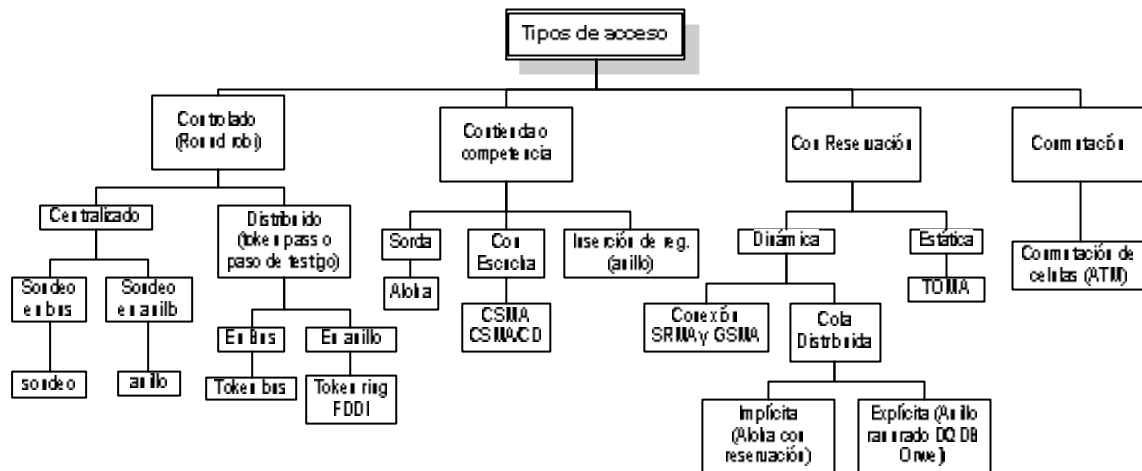 Tipos de acceso
Controlado
(Round robi)
Contienda o
competencia
Con Reservación
Conmutación
Centralizado
Distribuido
(token pass o
paso de testigo)
Sorda
Con
Escucha
Inserción de reg.
(anillo)
Dinámica
Estática
Conmutación de
celulas (ATM)
Sondeo
en bus
Sondeo
en anillo
Aloha
CSMA
CSMA/CD
TDMA
Conexión
SRMA y GSMA
Cola
Distribuida
En Bus
En anillo
sondeo
anillo
Token bus
Token ring
FDDI
Implícita
(Aloha con
reservación)
Explícita (Anillo
ranurado DQDB